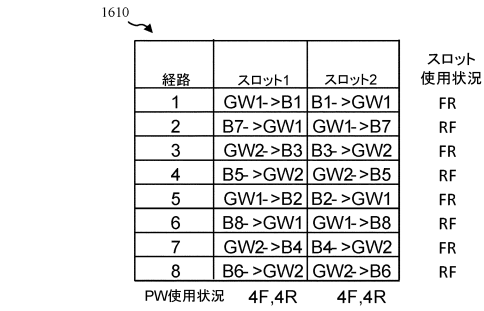 1610
経路 スロット1 スロット2 スロット使用状況
1 GW1->B1 B1->GW1 FR
2 B7->GW1 GW1->B7 RF
3 GW2->B3 B3->GW2 FR
4 B5->GW2 GW2->B5 RF
5 GW1->B2 B2->GW1 FR
6 B8->GW1 GW1->B8 RF
7 GW2->B4 B4->GW2 FR
8 B6->GW2 GW2->B6 RF
PW使用状況 4F,4R 4F,4R